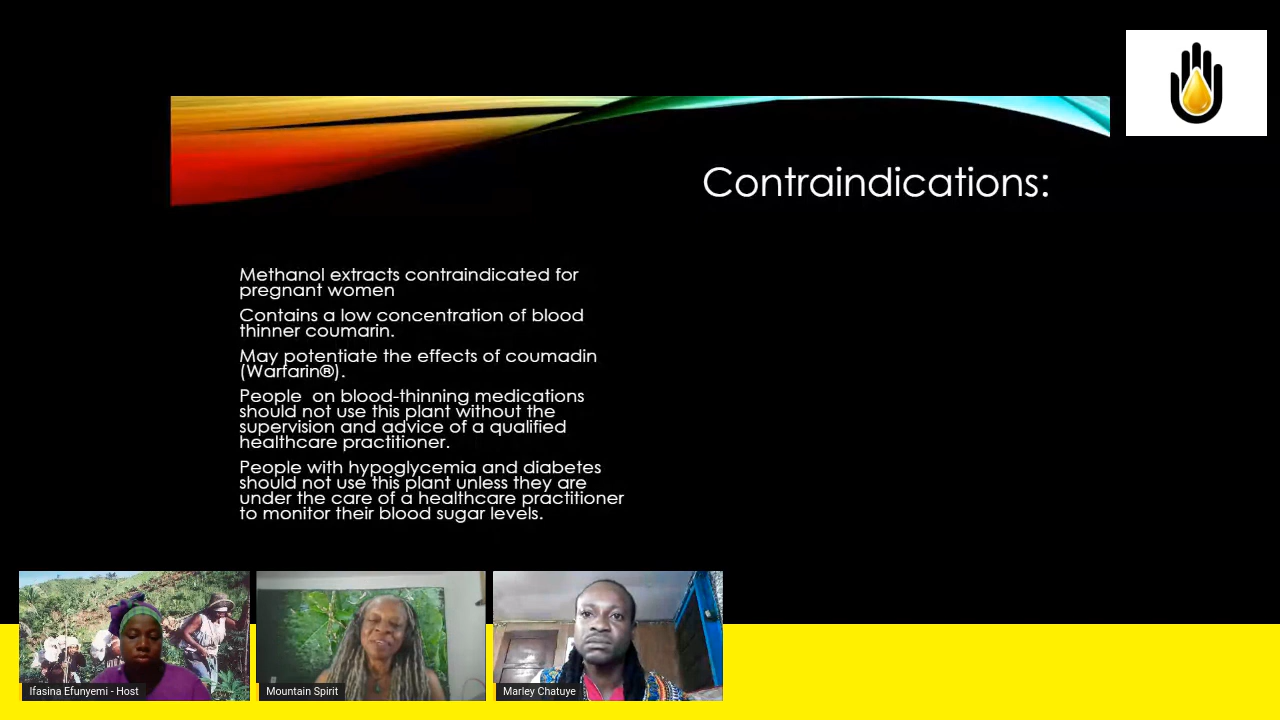 Contraindications:
Methanol extracts contraindicated for
pregnant women
Contains a low concentration of blood
thinner coumarin.
May potentiate the effects of coumadin
(Warfarin®).
People  on blood-thinning medications
should not use this plant without the
supervision and advice of a qualified
healthcare practitioner.
People with hypoglycemia and diabetes
should not use this plant unless they are
under the care of a healthcare practitioner
to monitor their blood sugar levels.
Ifasina Efunyemi - Host
Mountain Spirit
Marley Chatuye